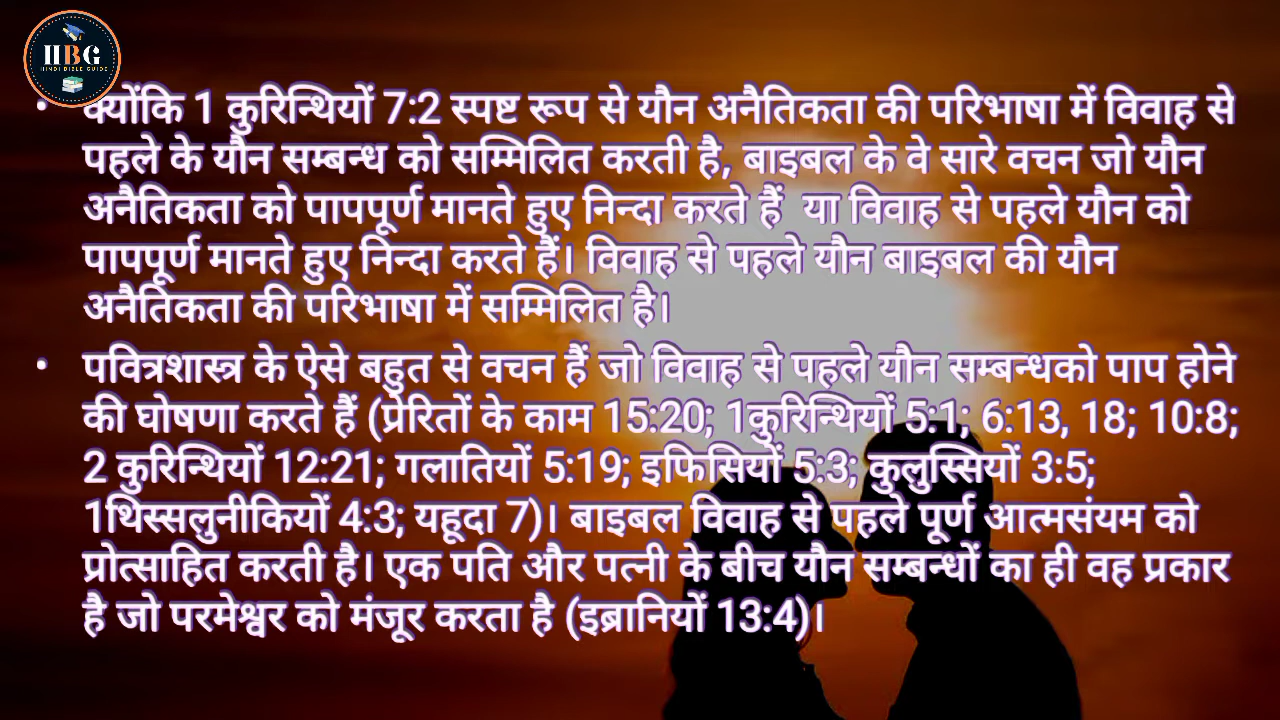 HBG
HINDI BIBLE GUIDE
• क्योंकि 1 कुरिन्थियों 7:2 स्पष्ट रूप से यौन अनैतिकता की परिभाषा में विवाह से
पहले के यौन सम्बन्ध को सम्मिलित करती है, बाइबल के वे सारे वचन जो यौन
अनैतिकता को पापपूर्ण मानते हुए निन्दा करते हैं या विवाह से पहले यौन को
पापपूर्ण मानते हुए निन्दा करते हैं। विवाह से पहले यौन बाइबल की यौन
अनैतिकता की परिभाषा में सम्मिलित है।
• पवित्रशास्त्र के ऐसे बहुत से वचन हैं जो विवाह से पहले यौन सम्बन्धको पाप होने
की घोषणा करते हैं (प्रेरितों के काम 15:20; 1कुरिन्थियों 5:1; 6:13, 18; 10:8;
2 कुरिन्थियों 12:21; गलातियों 5:19; इफिसियों 5:3; कुलुस्सियों 3:5;
1थिस्सलुनीकियों 4:3; यहूदा 7)। बाइबल विवाह से पहले पूर्ण आत्मसंयम को
प्रोत्साहित करती है। एक पति और पत्नी के बीच यौन सम्बन्धों का ही वह प्रकार
है जो परमेश्वर को मंजूर करता है (इब्रानियों 13:4)।